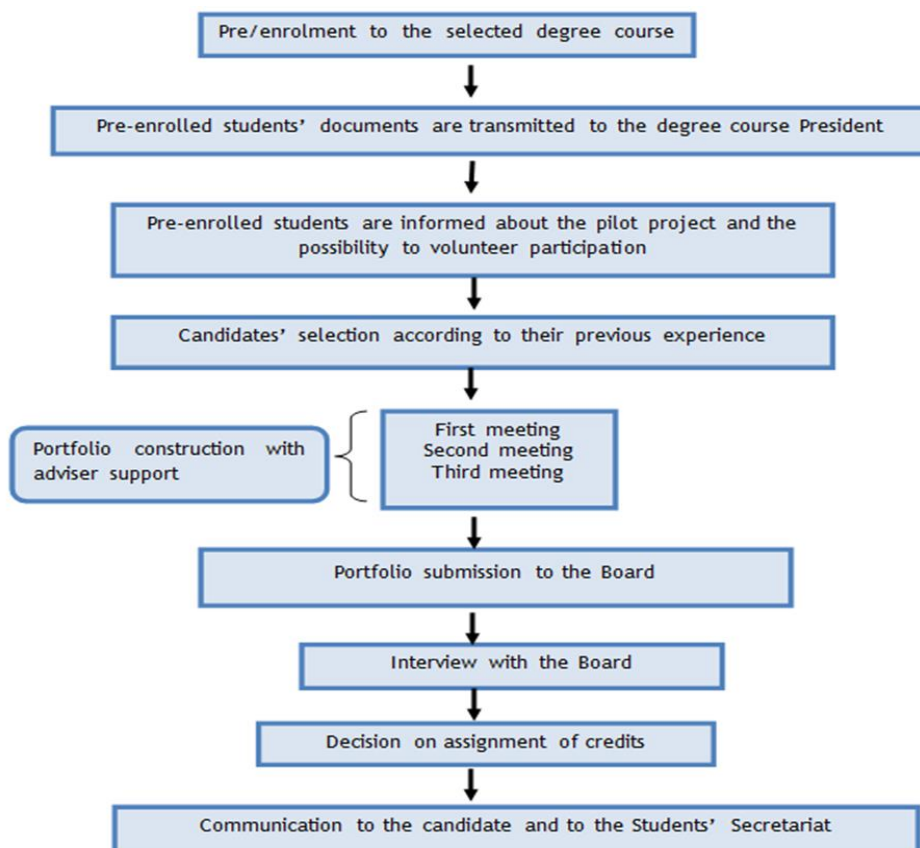 Pre/enrolment to the selected degree course
Pre-enrolled students' documents are transmitted to the degree course President
Pre-enrolled students are informed about the pilot project and the
possibility to volunteer participation
Candidates' selection according to their previous experience
Portfolio construction with
adviser support
First meeting
Second meeting
Third meeting
Portfolio submission to the Board
Interview with the Board
Decision on assignment of credits
Communication to the candidate and to the Students' Secretariat